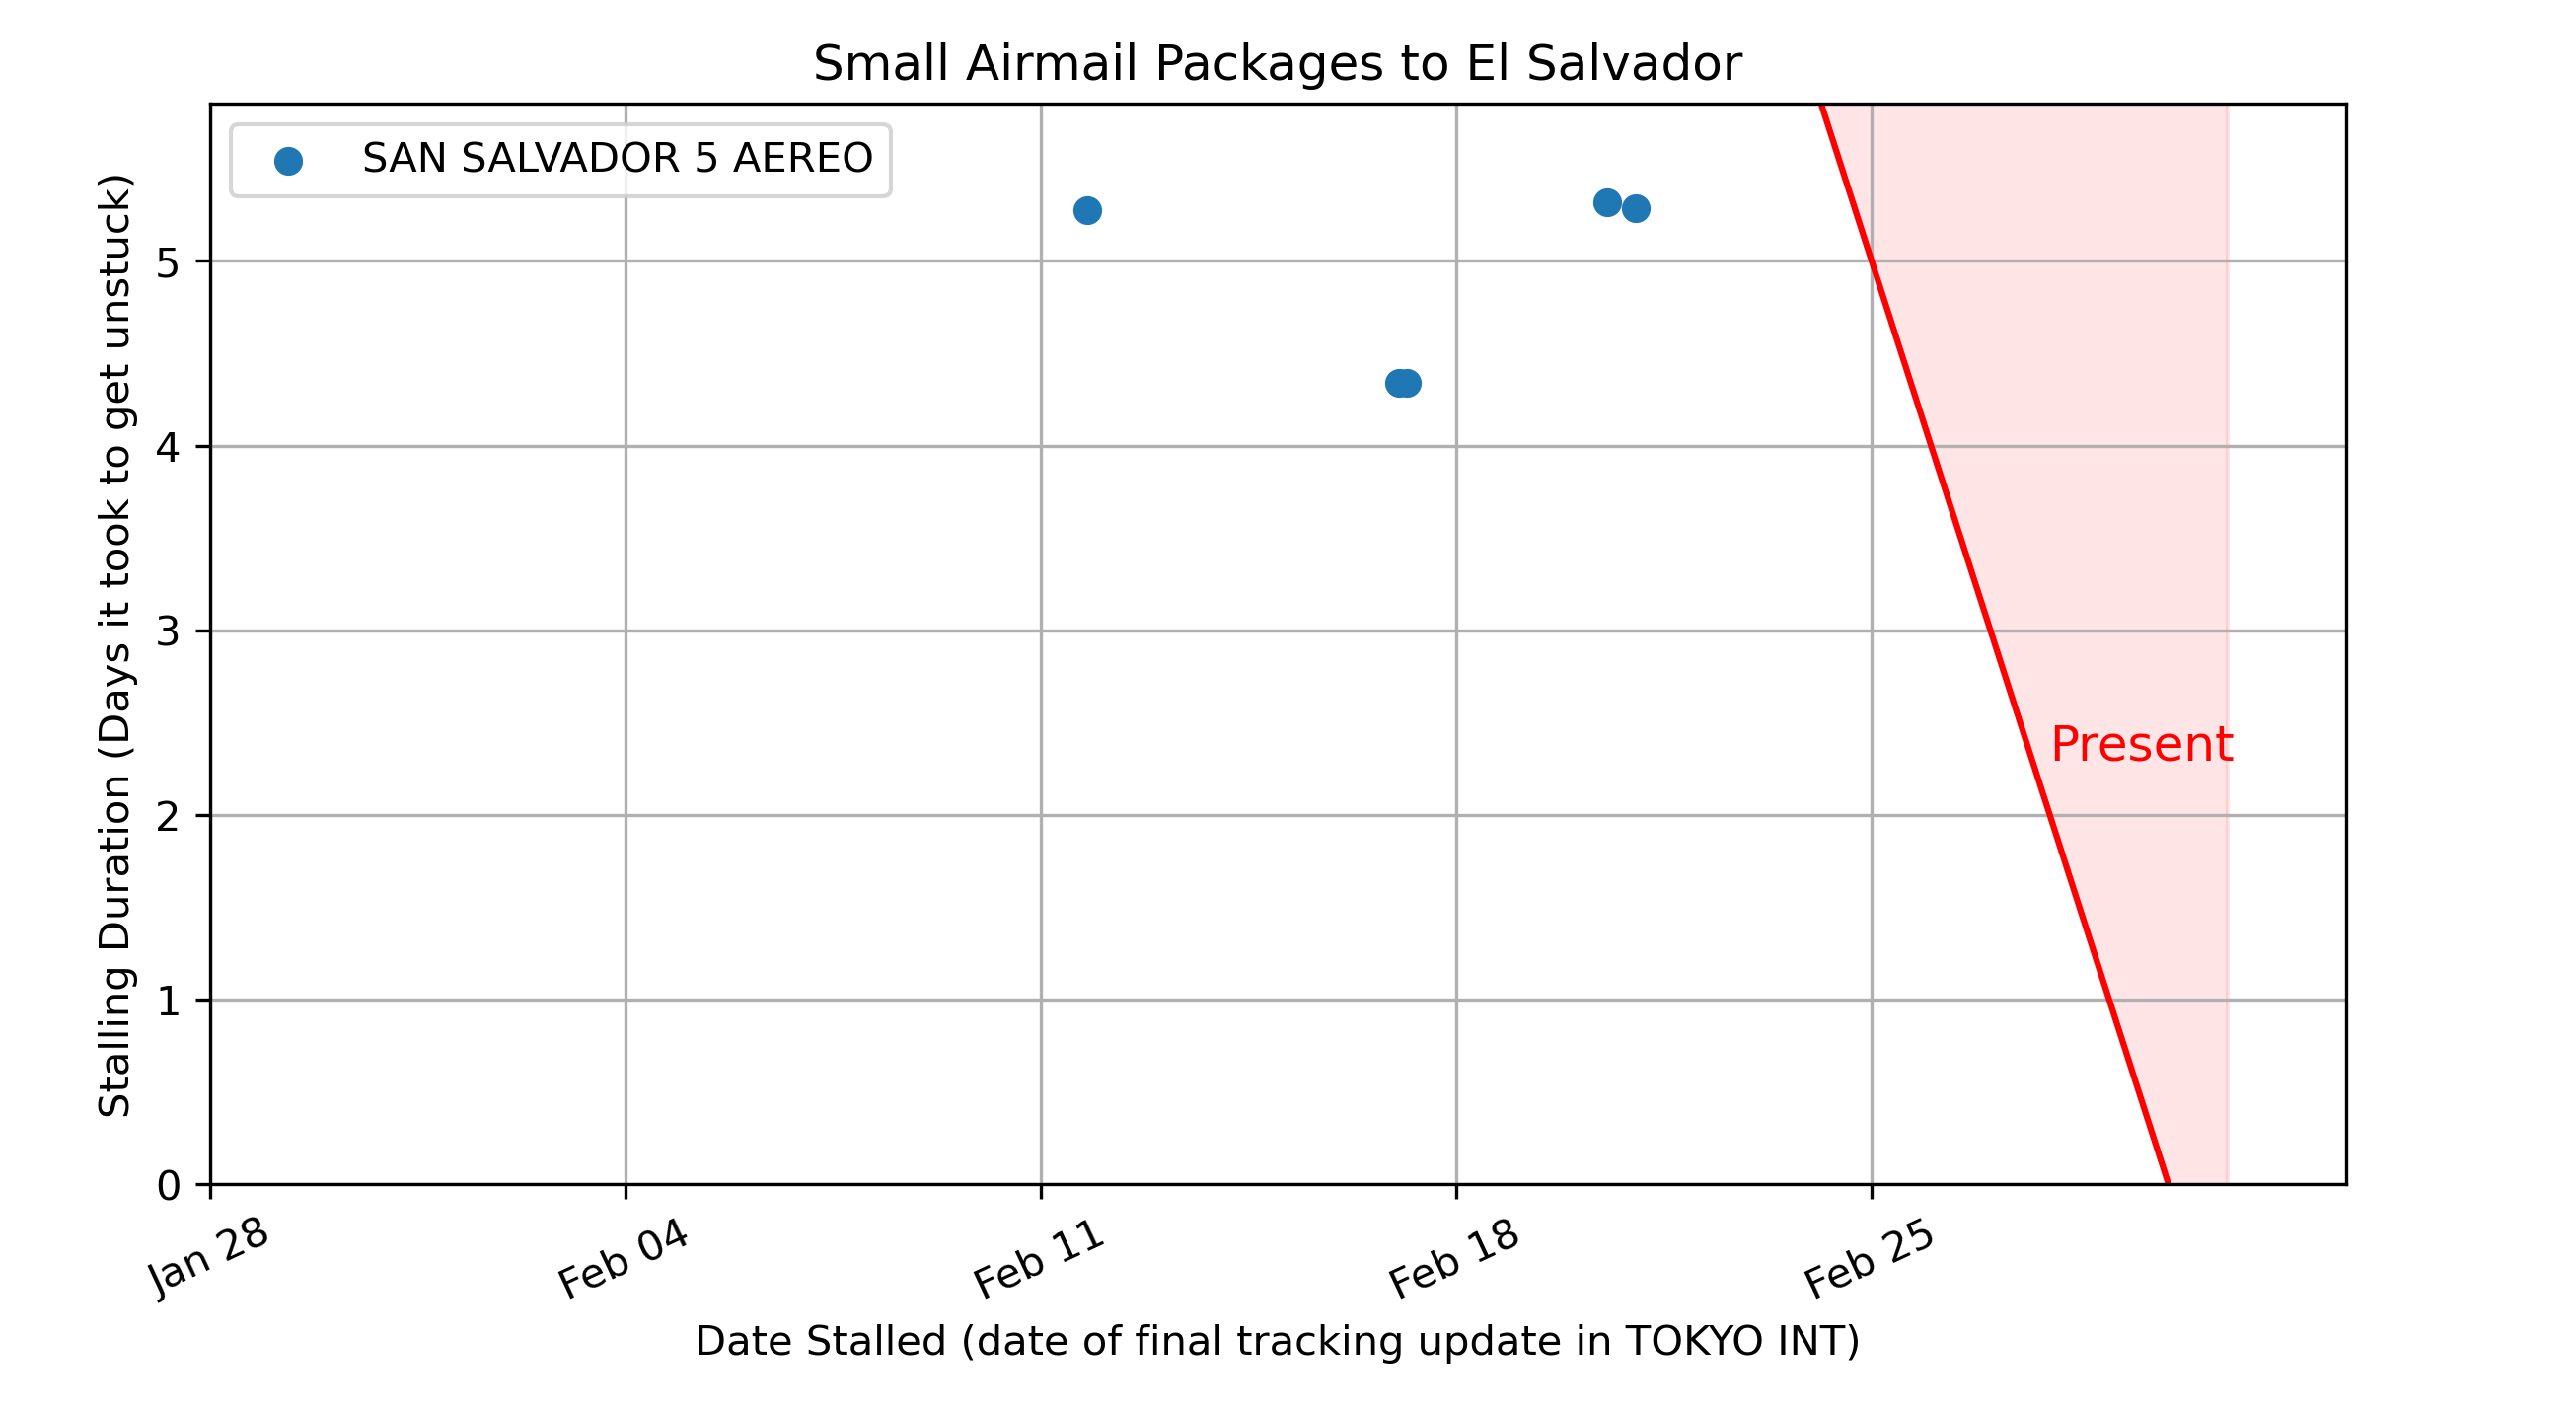 Small Airmail Packages to El Salvador
SAN SALVADOR 5 AEREO
Stalling Duration (Days it took to get unstuck)
5
4
3
2
1
0
Present
Jan 28
Feb 04
Feb 11
Feb 18
Feb 25
Date Stalled (date of final tracking update in TOKYO INT)